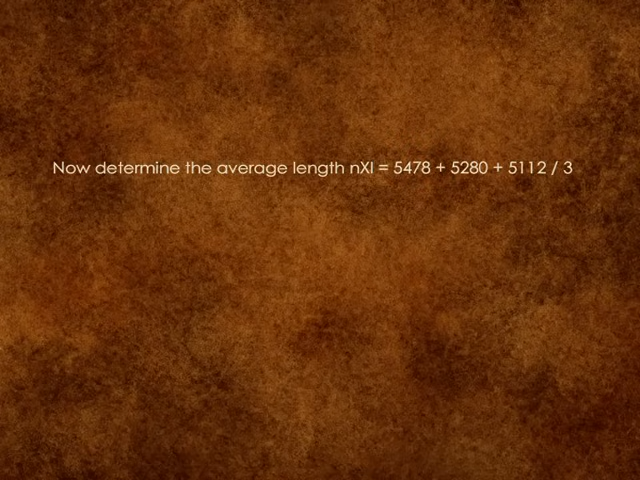 Now determine the average length nXl = 5478 + 5280 + 5112 / 3